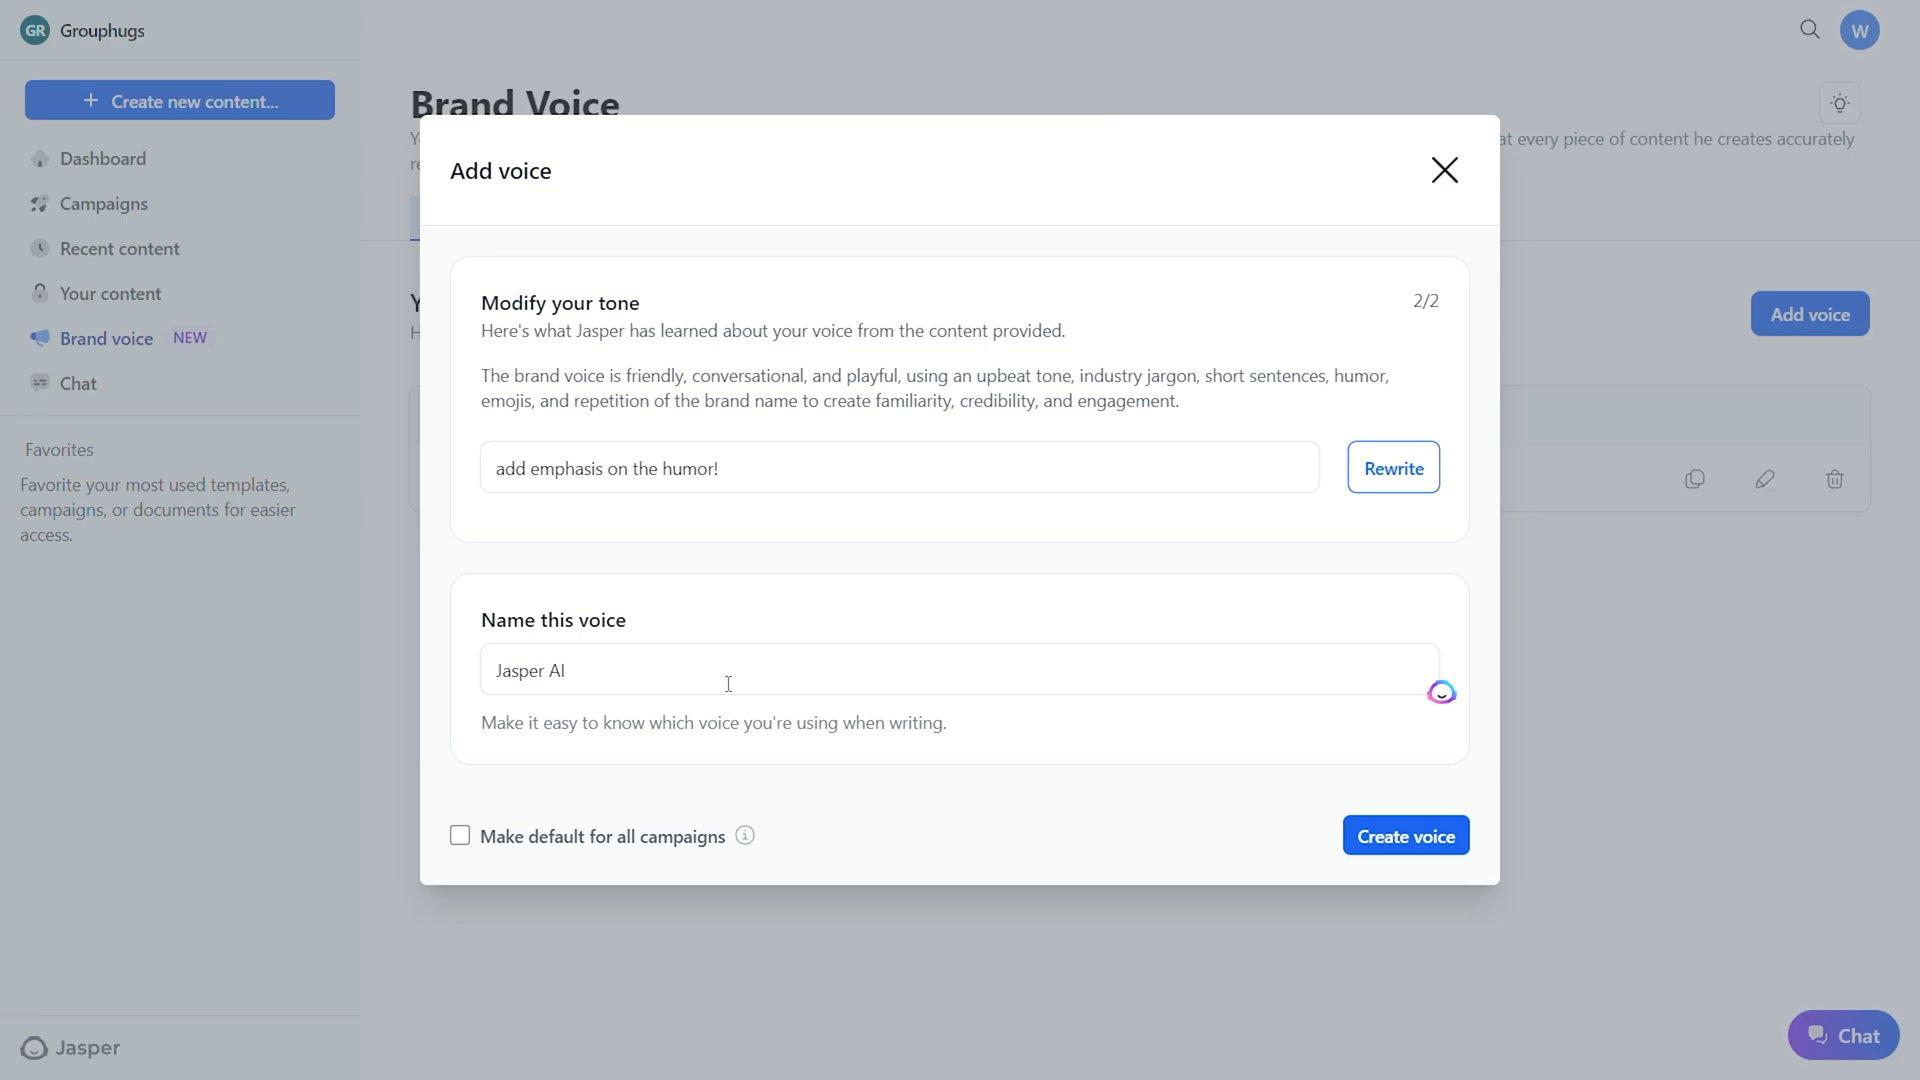 GR Grouphugs
W
+ Create new content...
Dashboard
Campaigns
Recent content
Your content
Brand voice NEW
Chat
Favorites
Favorite your most used templates,
campaigns, or documents for easier
access.
Jasper
Brand Voice
at every piece of content he creates accurately
Add voice
Add voice
Modify your tone 2/2
Here's what Jasper has learned about your voice from the content provided.
The brand voice is friendly, conversational, and playful, using an upbeat tone, industry jargon, short sentences, humor,
emojis, and repetition of the brand name to create familiarity, credibility, and engagement.
add emphasis on the humor!
Rewrite
Name this voice
Jasper AI
Make it easy to know which voice you're using when writing.
Make default for all campaigns
Create voice
Chat